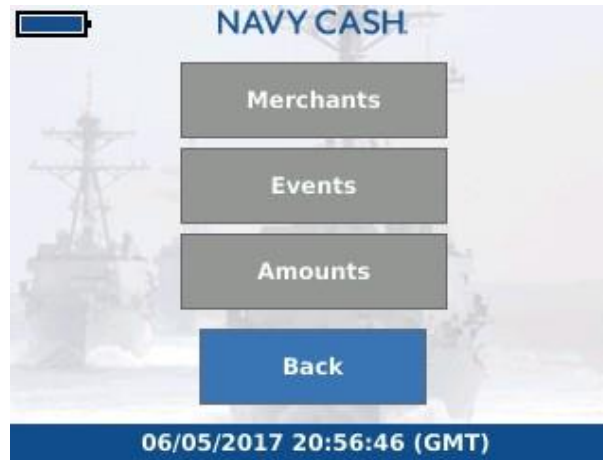 NAVY CASH
Merchants
Events
Amounts
Back
06/05/2017 20:56:46 (GMT)